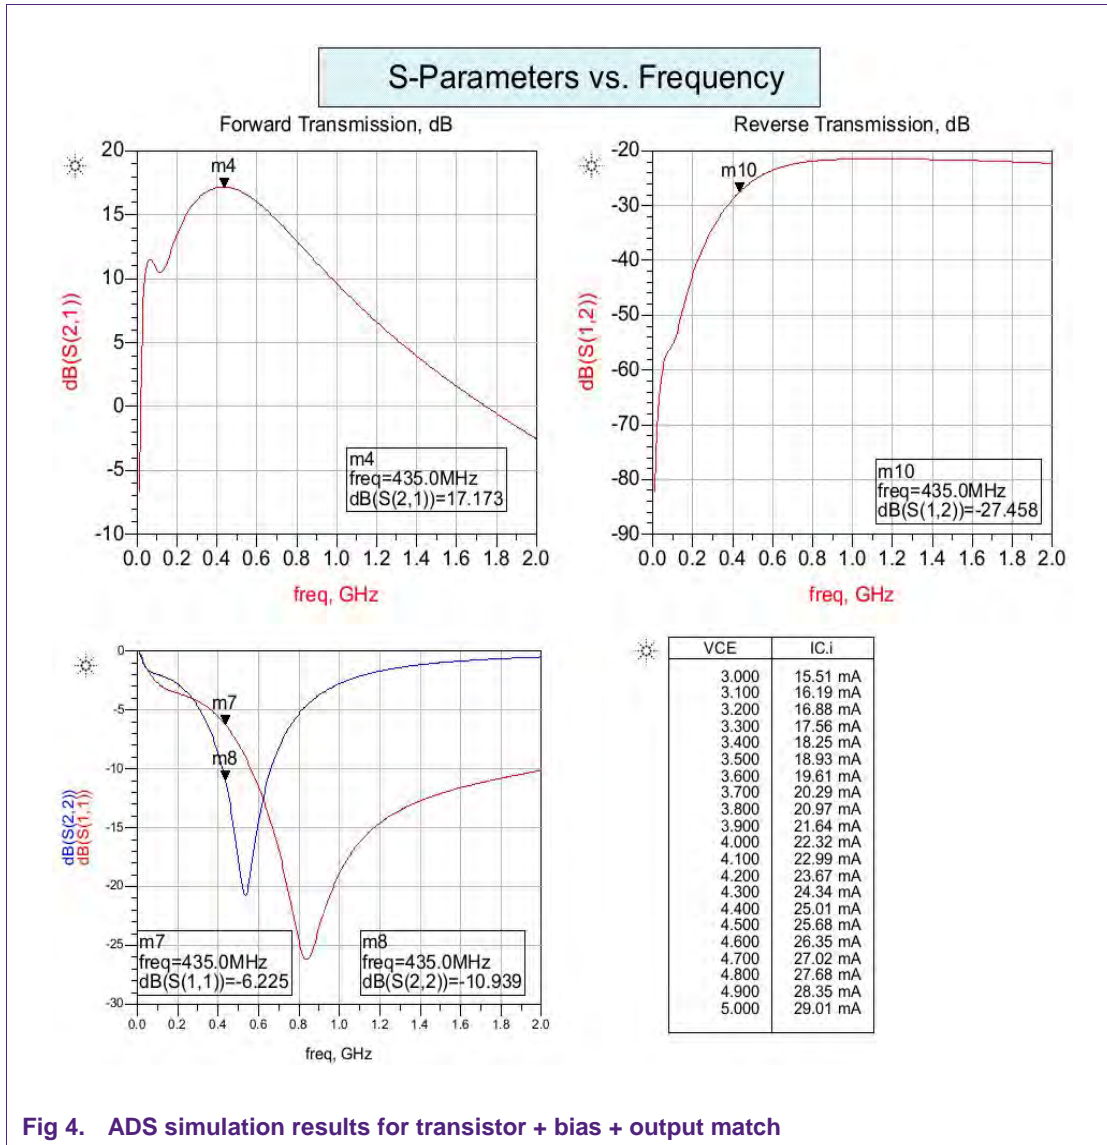 S-Parameters vs. Frequency
Forward Transmission, dB
20
15
10
5
0
-5
-10
dB(S(2,1))
m4
m4
freq=435.0MHz
dB(S(2,1))=17.173
0.0 0.2 0.4 0.6 0.8 1.0 1.2 1.4 1.6 1.8 2.0
freq, GHz
Reverse Transmission, dB
-20
-30
-40
-50
-60
-70
-80
-90
dB(S(1,2))
m10
m10
freq=435.0MHz
dB(S(1,2))=-27.458
0.0 0.2 0.4 0.6 0.8 1.0 1.2 1.4 1.6 1.8 2.0
freq, GHz
0
-5
-10
-15
-20
-25
-30
dB(S(2,2))
dB(S(1,1))
m7
m8
m7
freq=435.0MHz
dB(S(1,1))=-6.225
m8
freq=435.0MHz
dB(S(2,2))=-10.939
0.0 0.2 0.4 0.6 0.8 1.0 1.2 1.4 1.6 1.8 2.0
freq, GHz
VCE IC.i
3.000 15.51 mA
3.100 16.19 mA
3.200 16.88 mA
3.300 17.56 mA
3.400 18.25 mA
3.500 18.93 mA
3.600 19.61 mA
3.700 20.29 mA
3.800 20.97 mA
3.900 21.64 mA
4.000 22.32 mA
4.100 22.99 mA
4.200 23.67 mA
4.300 24.34 mA
4.400 25.01 mA
4.500 25.68 mA
4.600 26.35 mA
4.700 27.02 mA
4.800 27.68 mA
4.900 28.35 mA
5.000 29.01 mA
Fig 4. ADS simulation results for transistor + bias + output match